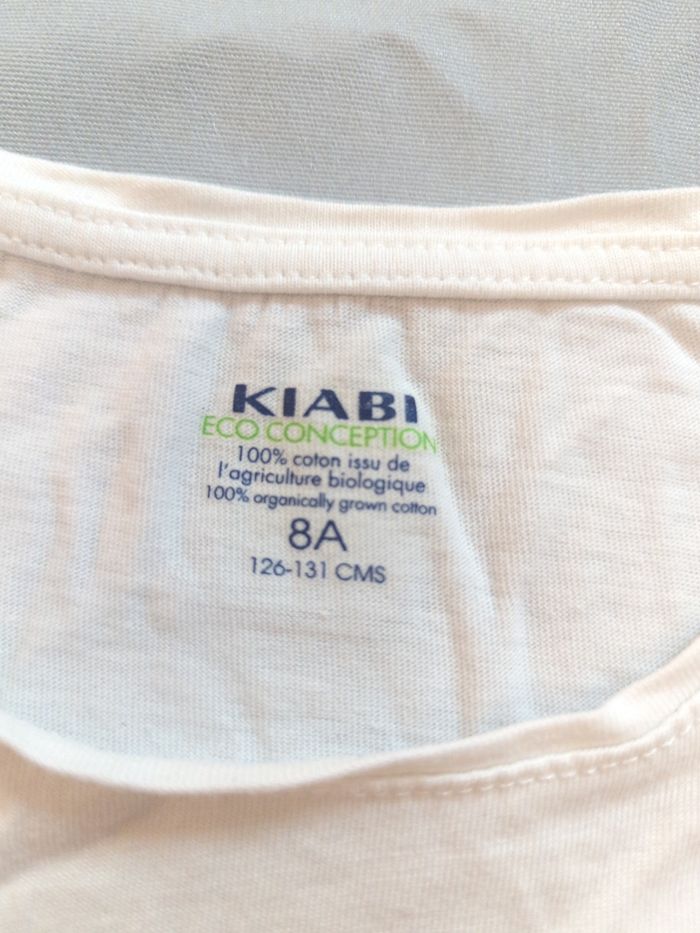 KIABI
ECO CONCEPTION
100% coton issu de
l'agriculture biologique
100% organically grown cotton
8A
126-131 CMS